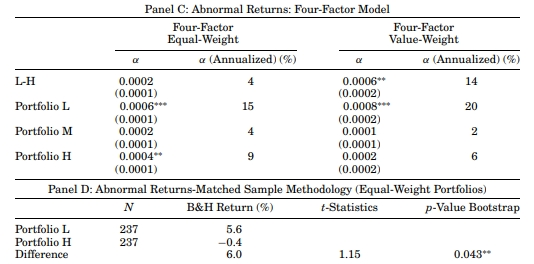 Panel C: Abnormal Returns: Four-Factor Model
Four-Factor Equal-Weight Four-Factor Value-Weight
α α (Annualized) (%) α α (Annualized) (%)
L-H 0.0002 4 0.0006** 14
(0.0001) (0.0002)
Portfolio L 0.0006*** 15 0.0008*** 20
(0.0001) (0.0002)
Portfolio M 0.0002 4 0.0001 2
(0.0001) (0.0001)
Portfolio H 0.0004** 9 0.0002 6
(0.0001) (0.0002)
Panel D: Abnormal Returns-Matched Sample Methodology (Equal-Weight Portfolios)
N B&H Return (%) t-Statistics p-Value Bootstrap
Portfolio L 237 5.6
Portfolio H 237 −0.4
Difference 6.0 1.15 0.043**